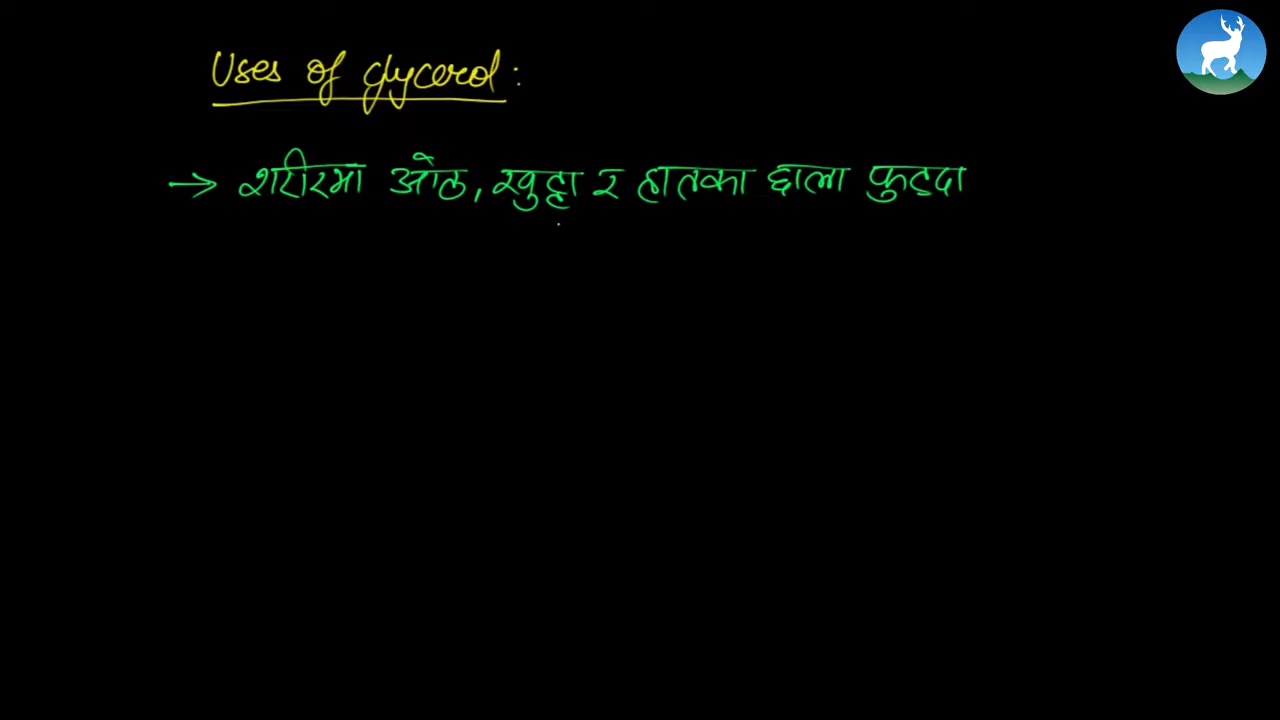 Uses of glycerol:
→ शरीरमा ओठ, खुट्टा र हातका छाला फुट्दा